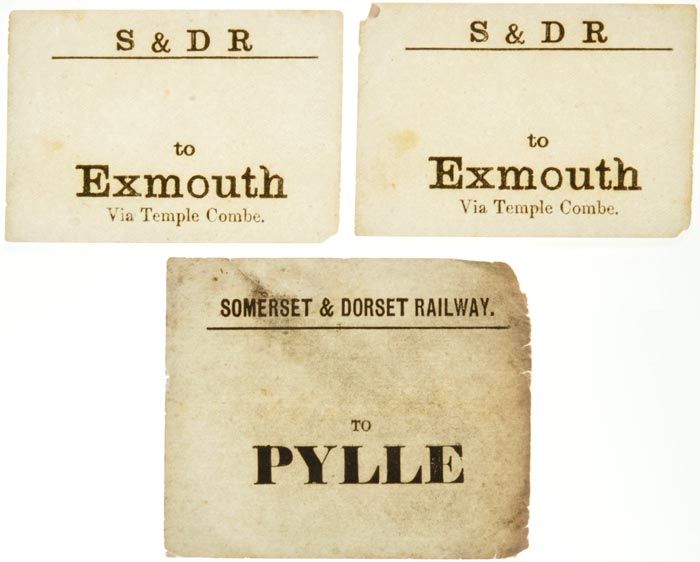 S & D R
to
Exmouth
Via Temple Combe.
S & D R
to
Exmouth
Via Temple Combe.
SOMERSET & DORSET RAILWAY.
TO
PYLLE